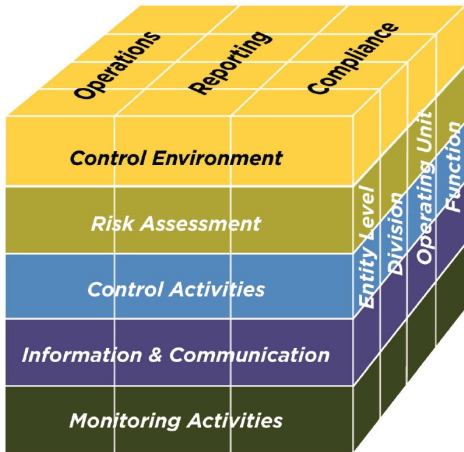 Operations
Reporting
Compliance
Control Environment
Risk Assessment
Control Activities
Information & Communication
Monitoring Activities
Entity Level
Division
Operating Unit
Function